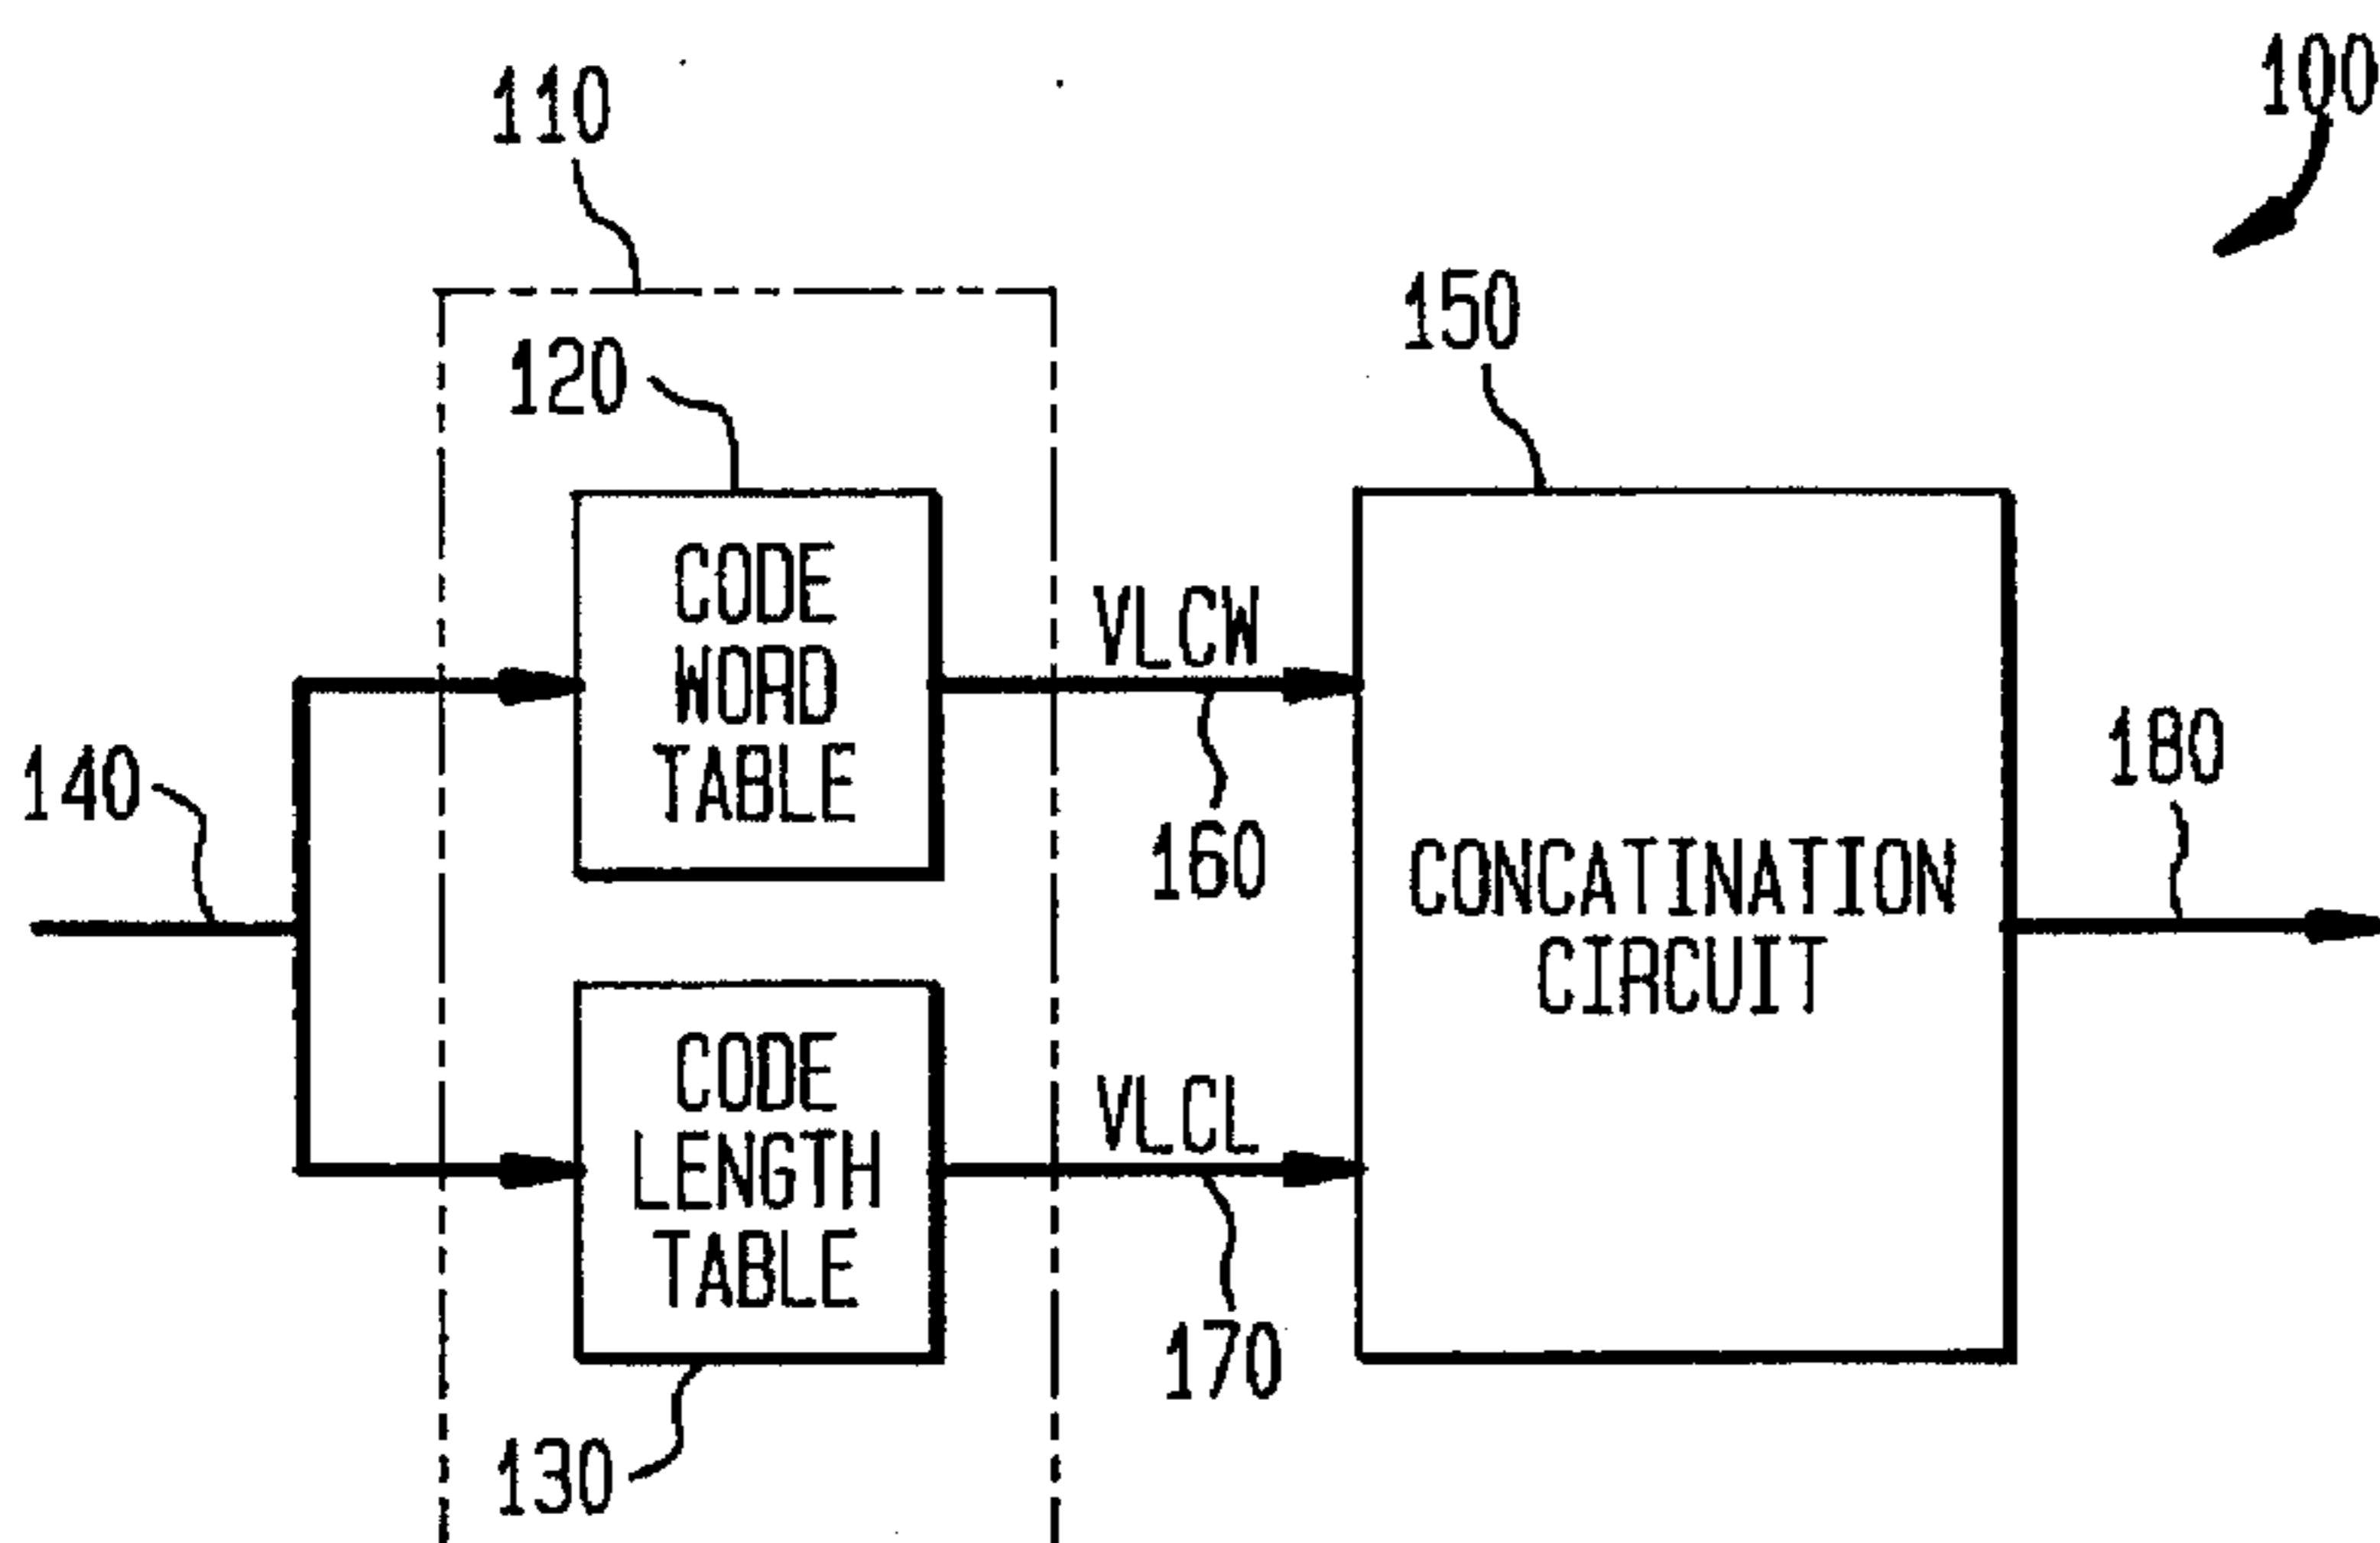 110
100
150
120
CODE
WORD
TABLE
VLCW
140
160
180
CONCATINATION
CIRCUIT
CODE
LENGTH
TABLE
VLCL
170
130